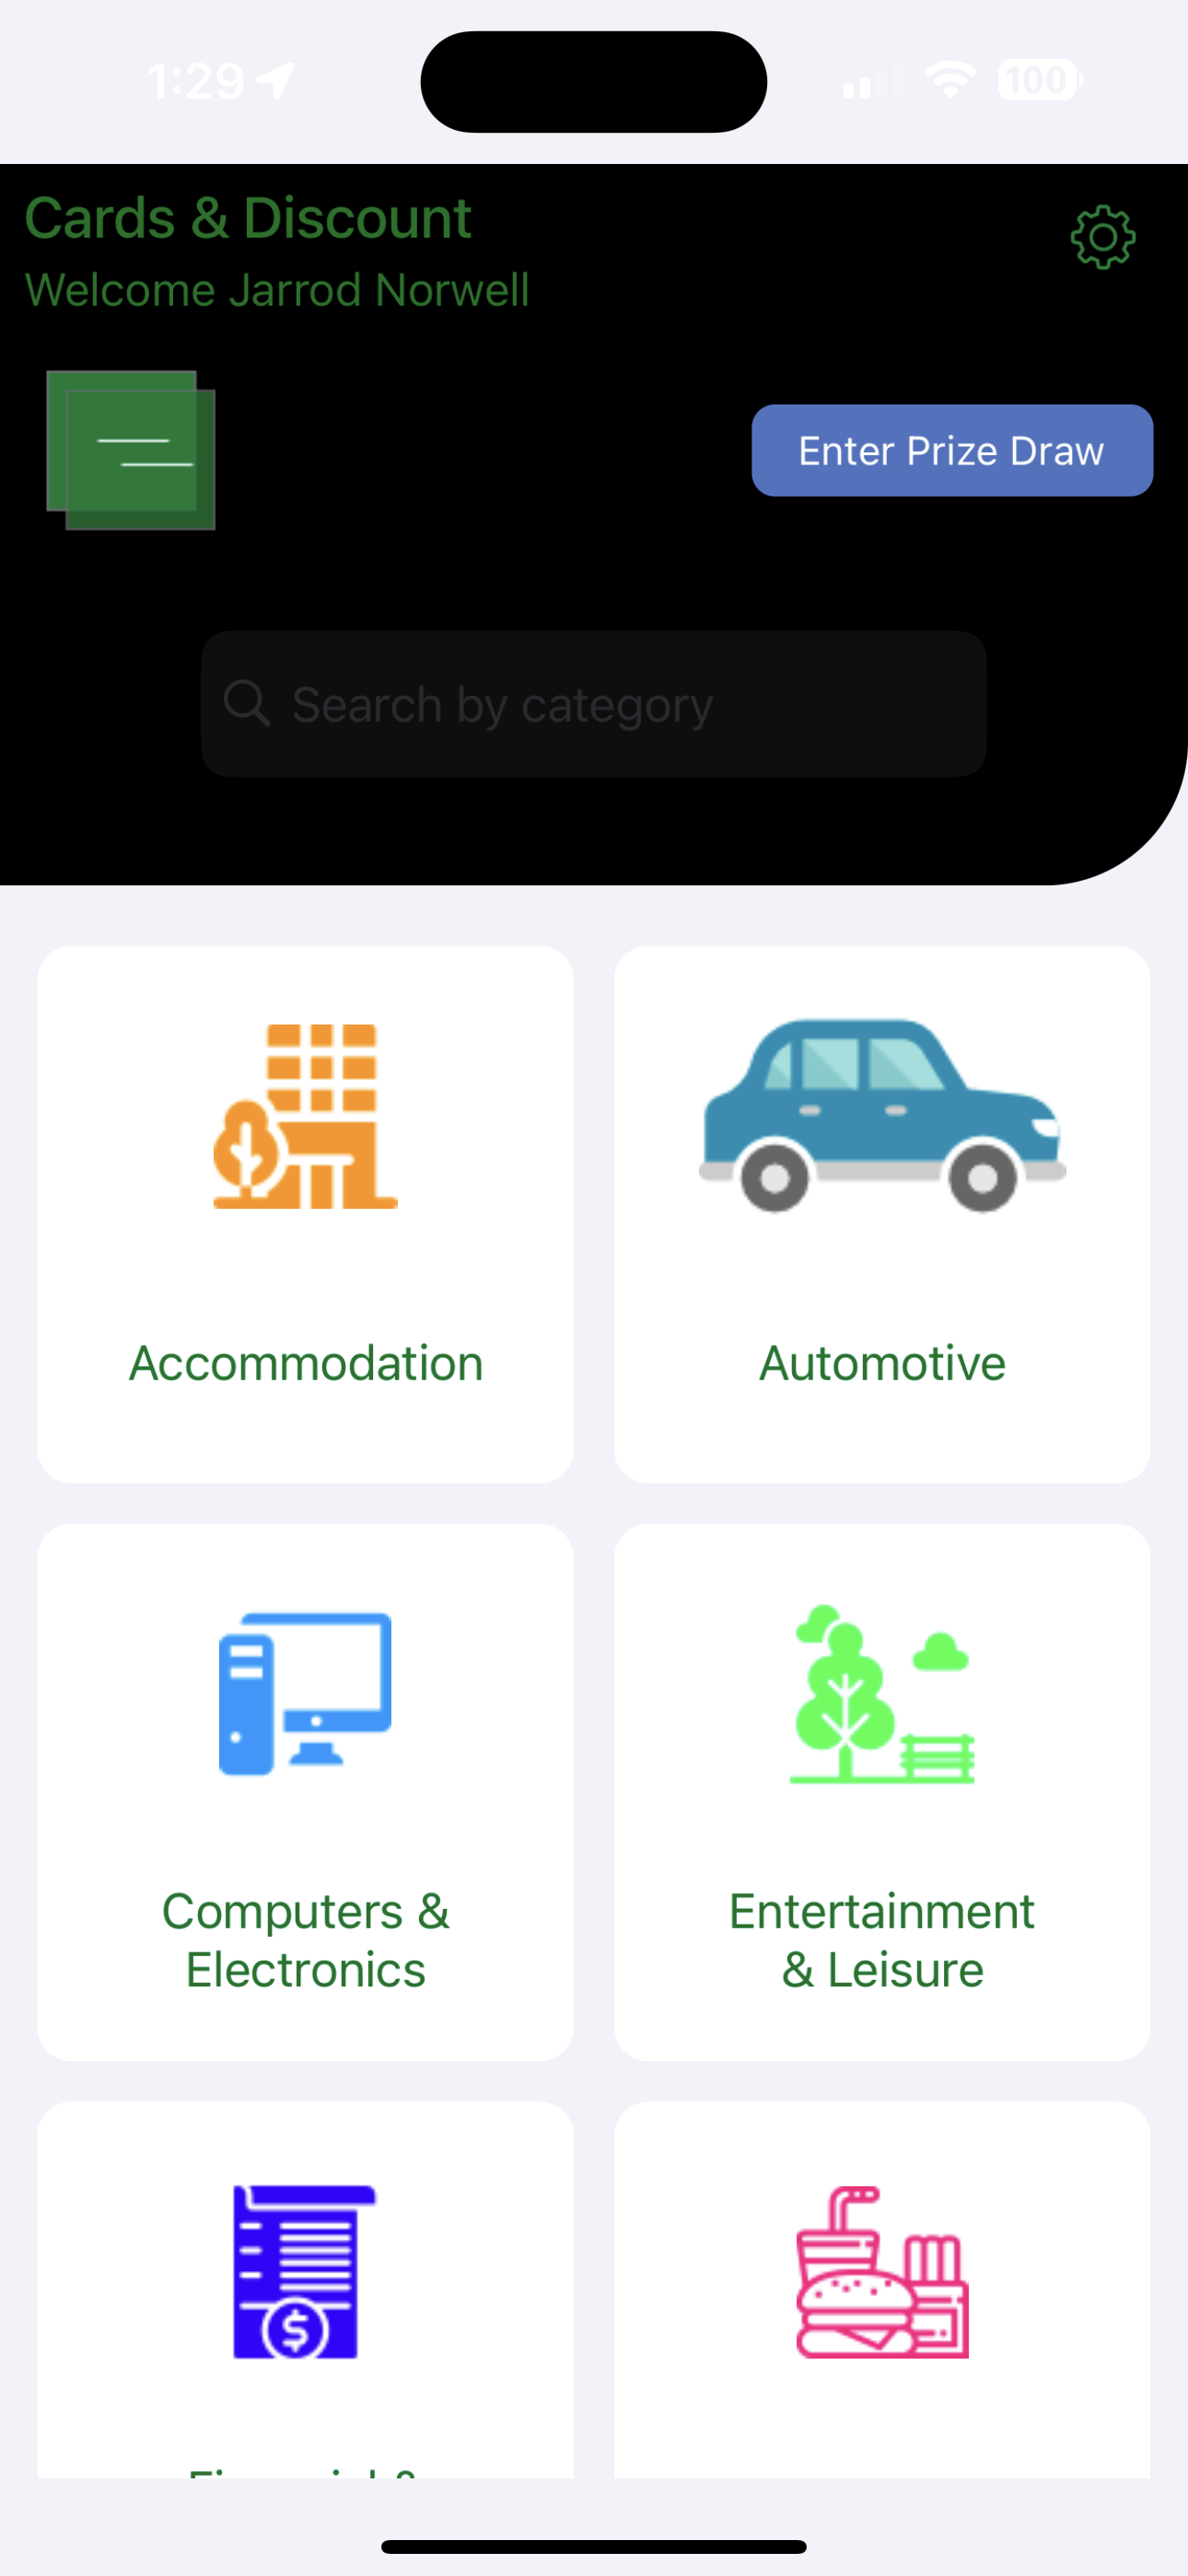 1:29
100
Cards & Discount
Welcome Jarrod Norwell
Enter Prize Draw
Search by category
Accommodation
Automotive
Computers &
Electronics
Entertainment
& Leisure
$